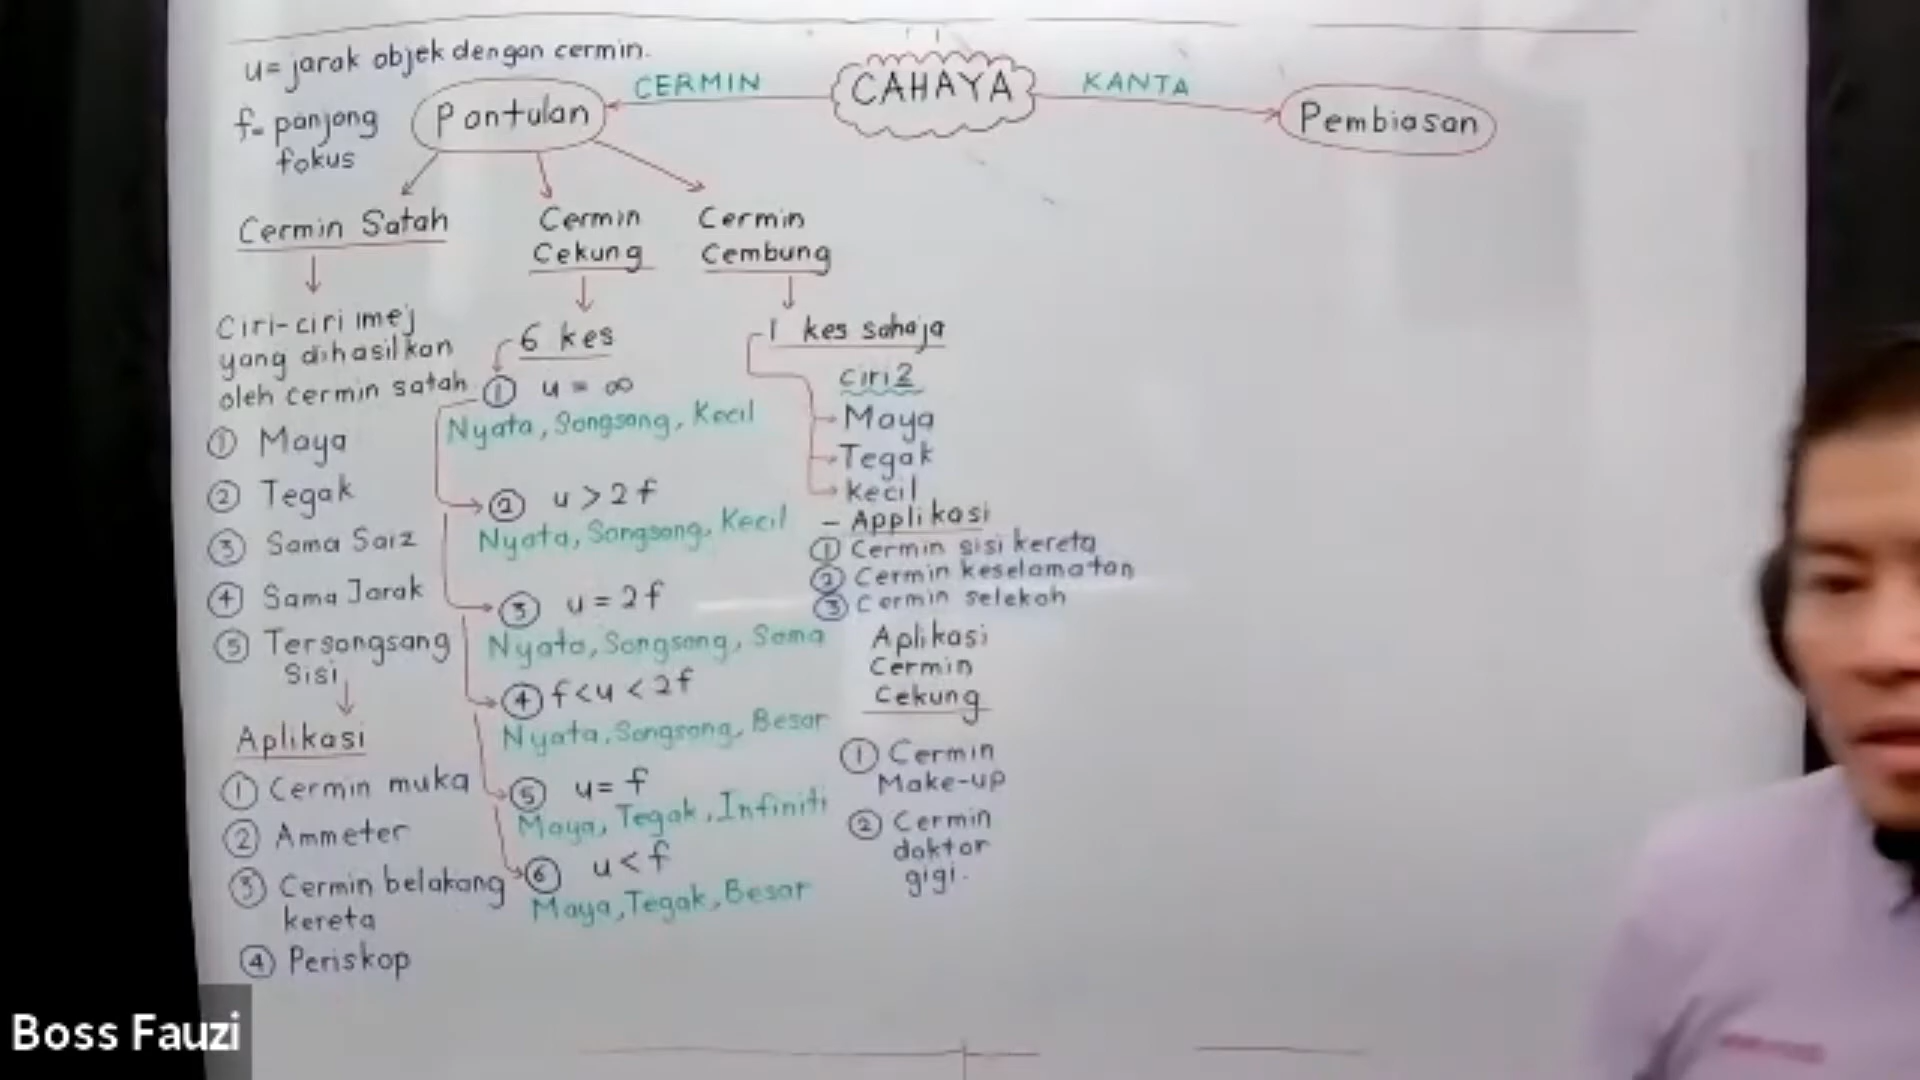 u= jarak objek dengan cermin.
f= panjang
fokus
CAHAYA
CERMIN
KANTA
Pantulan
Pembiasan
Cermin Satah
Ciri-ciri imej
yang dihasilkan
oleh cermin satah
① Maya
② Tegak
③ Sama Saiz
④ Sama Jarak
⑤ Tersongsang
Sisi
Aplikasi
① Cermin muka
② Ammeter
③ Cermin belakang
kereta
④ Periskop
Cermin
Cekung
6 kes
① u = ∞
Nyata, Songsang, Kecil
② u > 2f
Nyata, Songsang, Kecil
③ u = 2f
Nyata, Songsang, Sama
④ f < u < 2f
Nyata, Songsang, Besar
⑤ u = f
Maya, Tegak, Infiniti
⑥ u < f
Maya, Tegak, Besar
Cermin
Cembung
1 kes sahaja
Ciri2
Maya
Tegak
kecil
- Applikasi
① Cermin sisi kereta
② Cermin keselamatan
③ Cermin selekoh
Aplikasi
Cermin
Cekung
① Cermin
Make-up
② Cermin
doktor
gigi.
Boss Fauzi